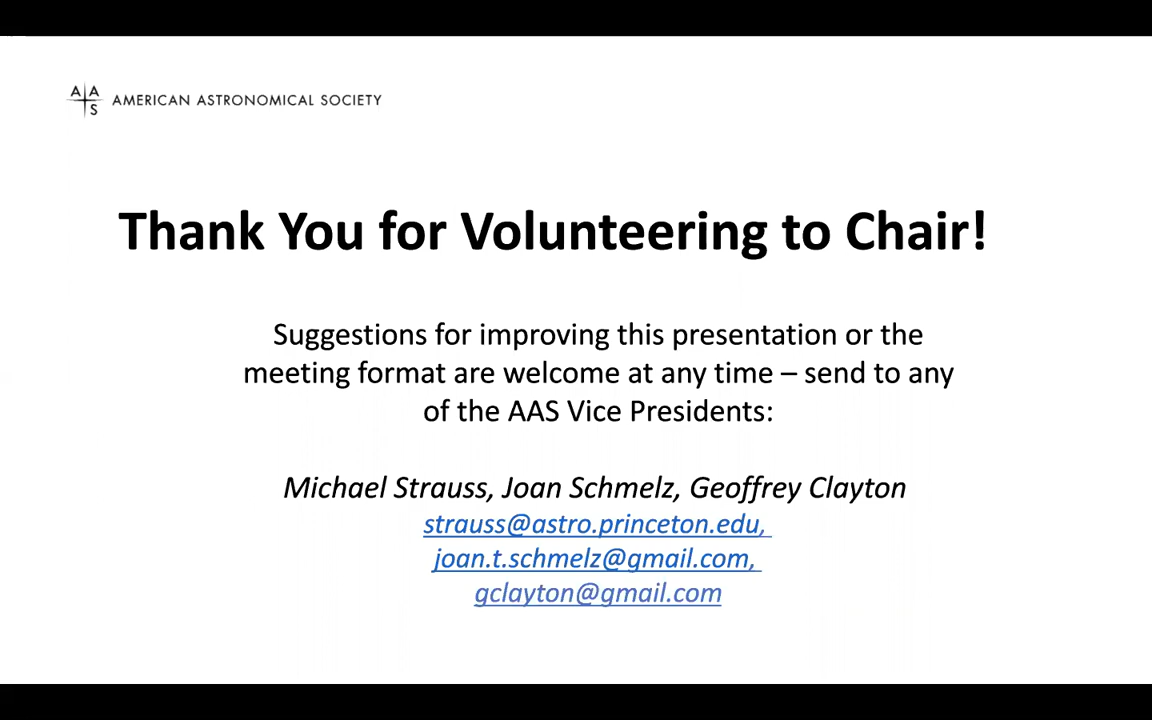 AAS AMERICAN ASTRONOMICAL SOCIETY
Thank You for Volunteering to Chair!
Suggestions for improving this presentation or the
meeting format are welcome at any time – send to any
of the AAS Vice Presidents:
Michael Strauss, Joan Schmelz, Geoffrey Clayton
strauss@astro.princeton.edu,
joan.t.schmelz@gmail.com,
gclayton@gmail.com